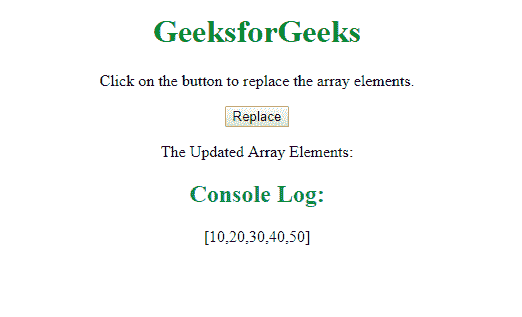 GeeksforGeeks
Click on the button to replace the array elements.
Replace
The Updated Array Elements:
Console Log:
[10,20,30,40,50]